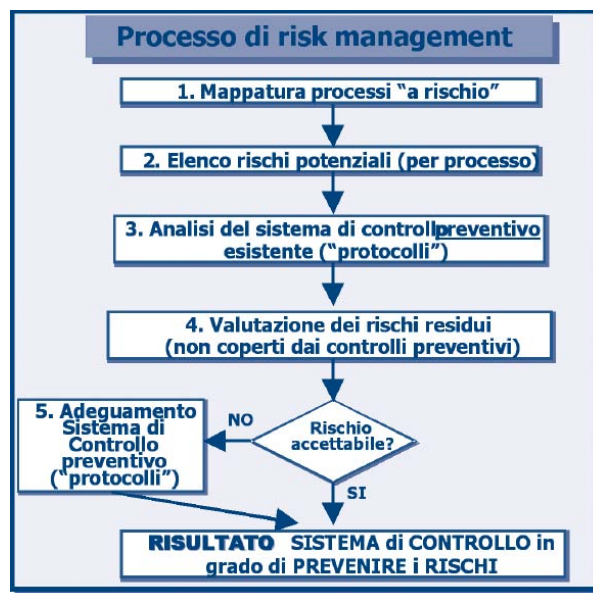 Processo di risk management
1. Mappatura processi “a rischio”
2. Elenco rischi potenziali (per processo)
3. Analisi del sistema di controllo preventivo
esistente (“protocolli”)
4. Valutazione dei rischi residui
(non coperti dai controlli preventivi)
Rischio
accettabile?
NO
5. Adeguamento
Sistema di
Controllo
preventivo
(“protocolli”)
SI
RISULTATO SISTEMA di CONTROLLO in
grado di PREVENIRE i RISCHI